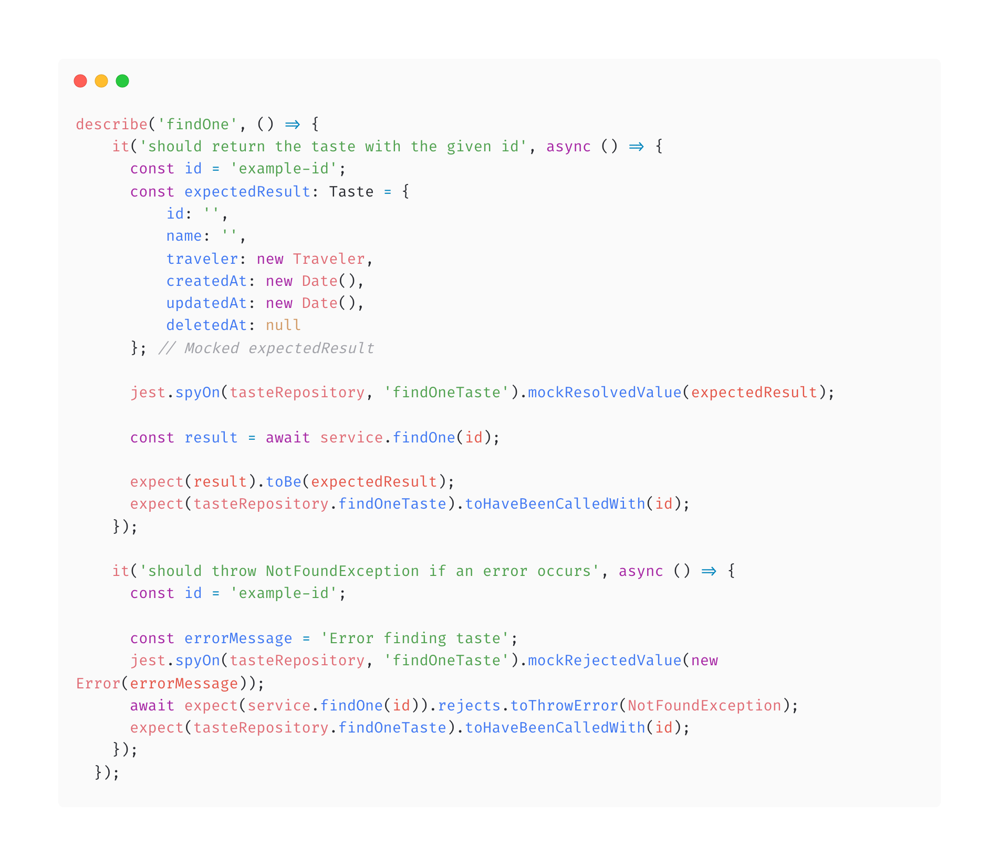 describe('findOne', () => {
    it('should return the taste with the given id', async () => {
      const id = 'example-id';
      const expectedResult: Taste = {
          id: '',
          name: '',
          traveler: new Traveler,
          createdAt: new Date(),
          updatedAt: new Date(),
          deletedAt: null
      }; // Mocked expectedResult

      jest.spyOn(tasteRepository, 'findOneTaste').mockResolvedValue(expectedResult);

      const result = await service.findOne(id);

      expect(result).toBe(expectedResult);
      expect(tasteRepository.findOneTaste).toHaveBeenCalledWith(id);
    });

    it('should throw NotFoundException if an error occurs', async () => {
      const id = 'example-id';

      const errorMessage = 'Error finding taste';
      jest.spyOn(tasteRepository, 'findOneTaste').mockRejectedValue(new
Error(errorMessage));
      await expect(service.findOne(id)).rejects.toThrowError(NotFoundException);
      expect(tasteRepository.findOneTaste).toHaveBeenCalledWith(id);
    });
  });